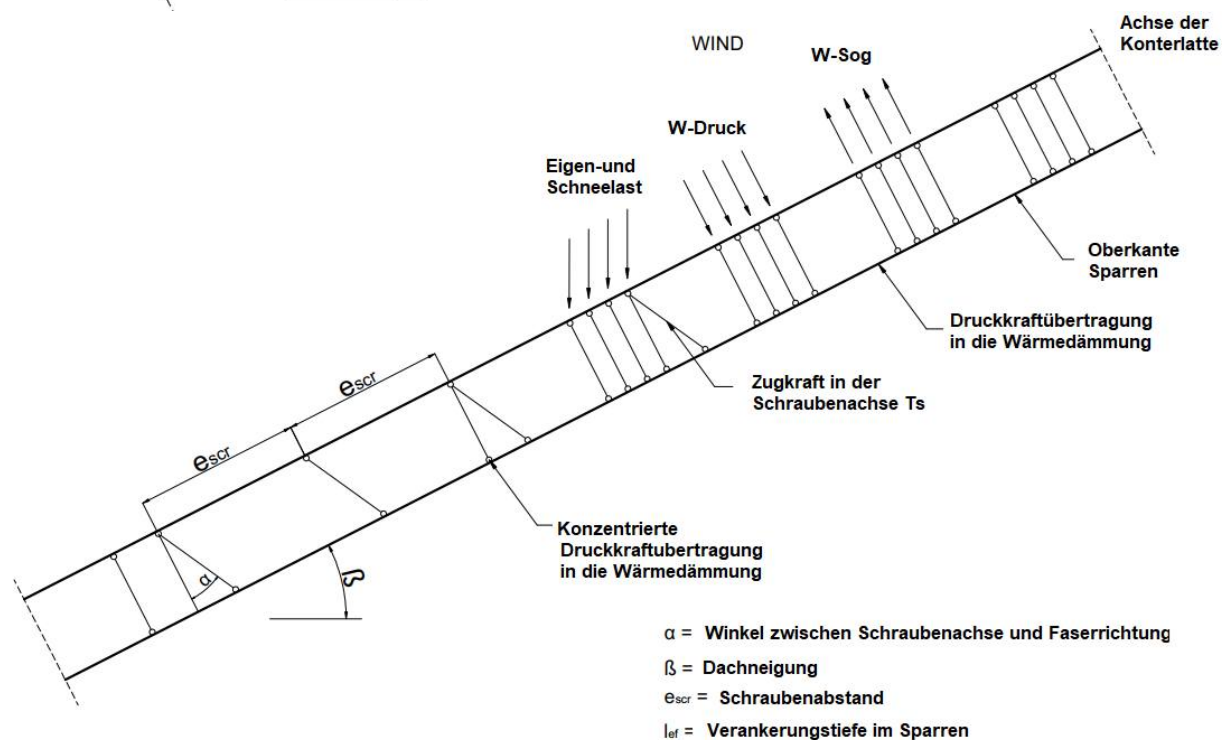 WIND
Achse der
Konterlatte
W-Sog
W-Druck
Eigen-und
Schneelast
Oberkante
Sparren
Druckkraftübertragung
in die Wärmedämmung
Zugkraft in der
Schraubenachse Ts
escr
escr
Konzentrierte
Druckkraftubertragung
in die Wärmedämmung
α
ß
α = Winkel zwischen Schraubenachse und Faserrichtung
ß = Dachneigung
escr = Schraubenabstand
lef = Verankerungstiefe im Sparren